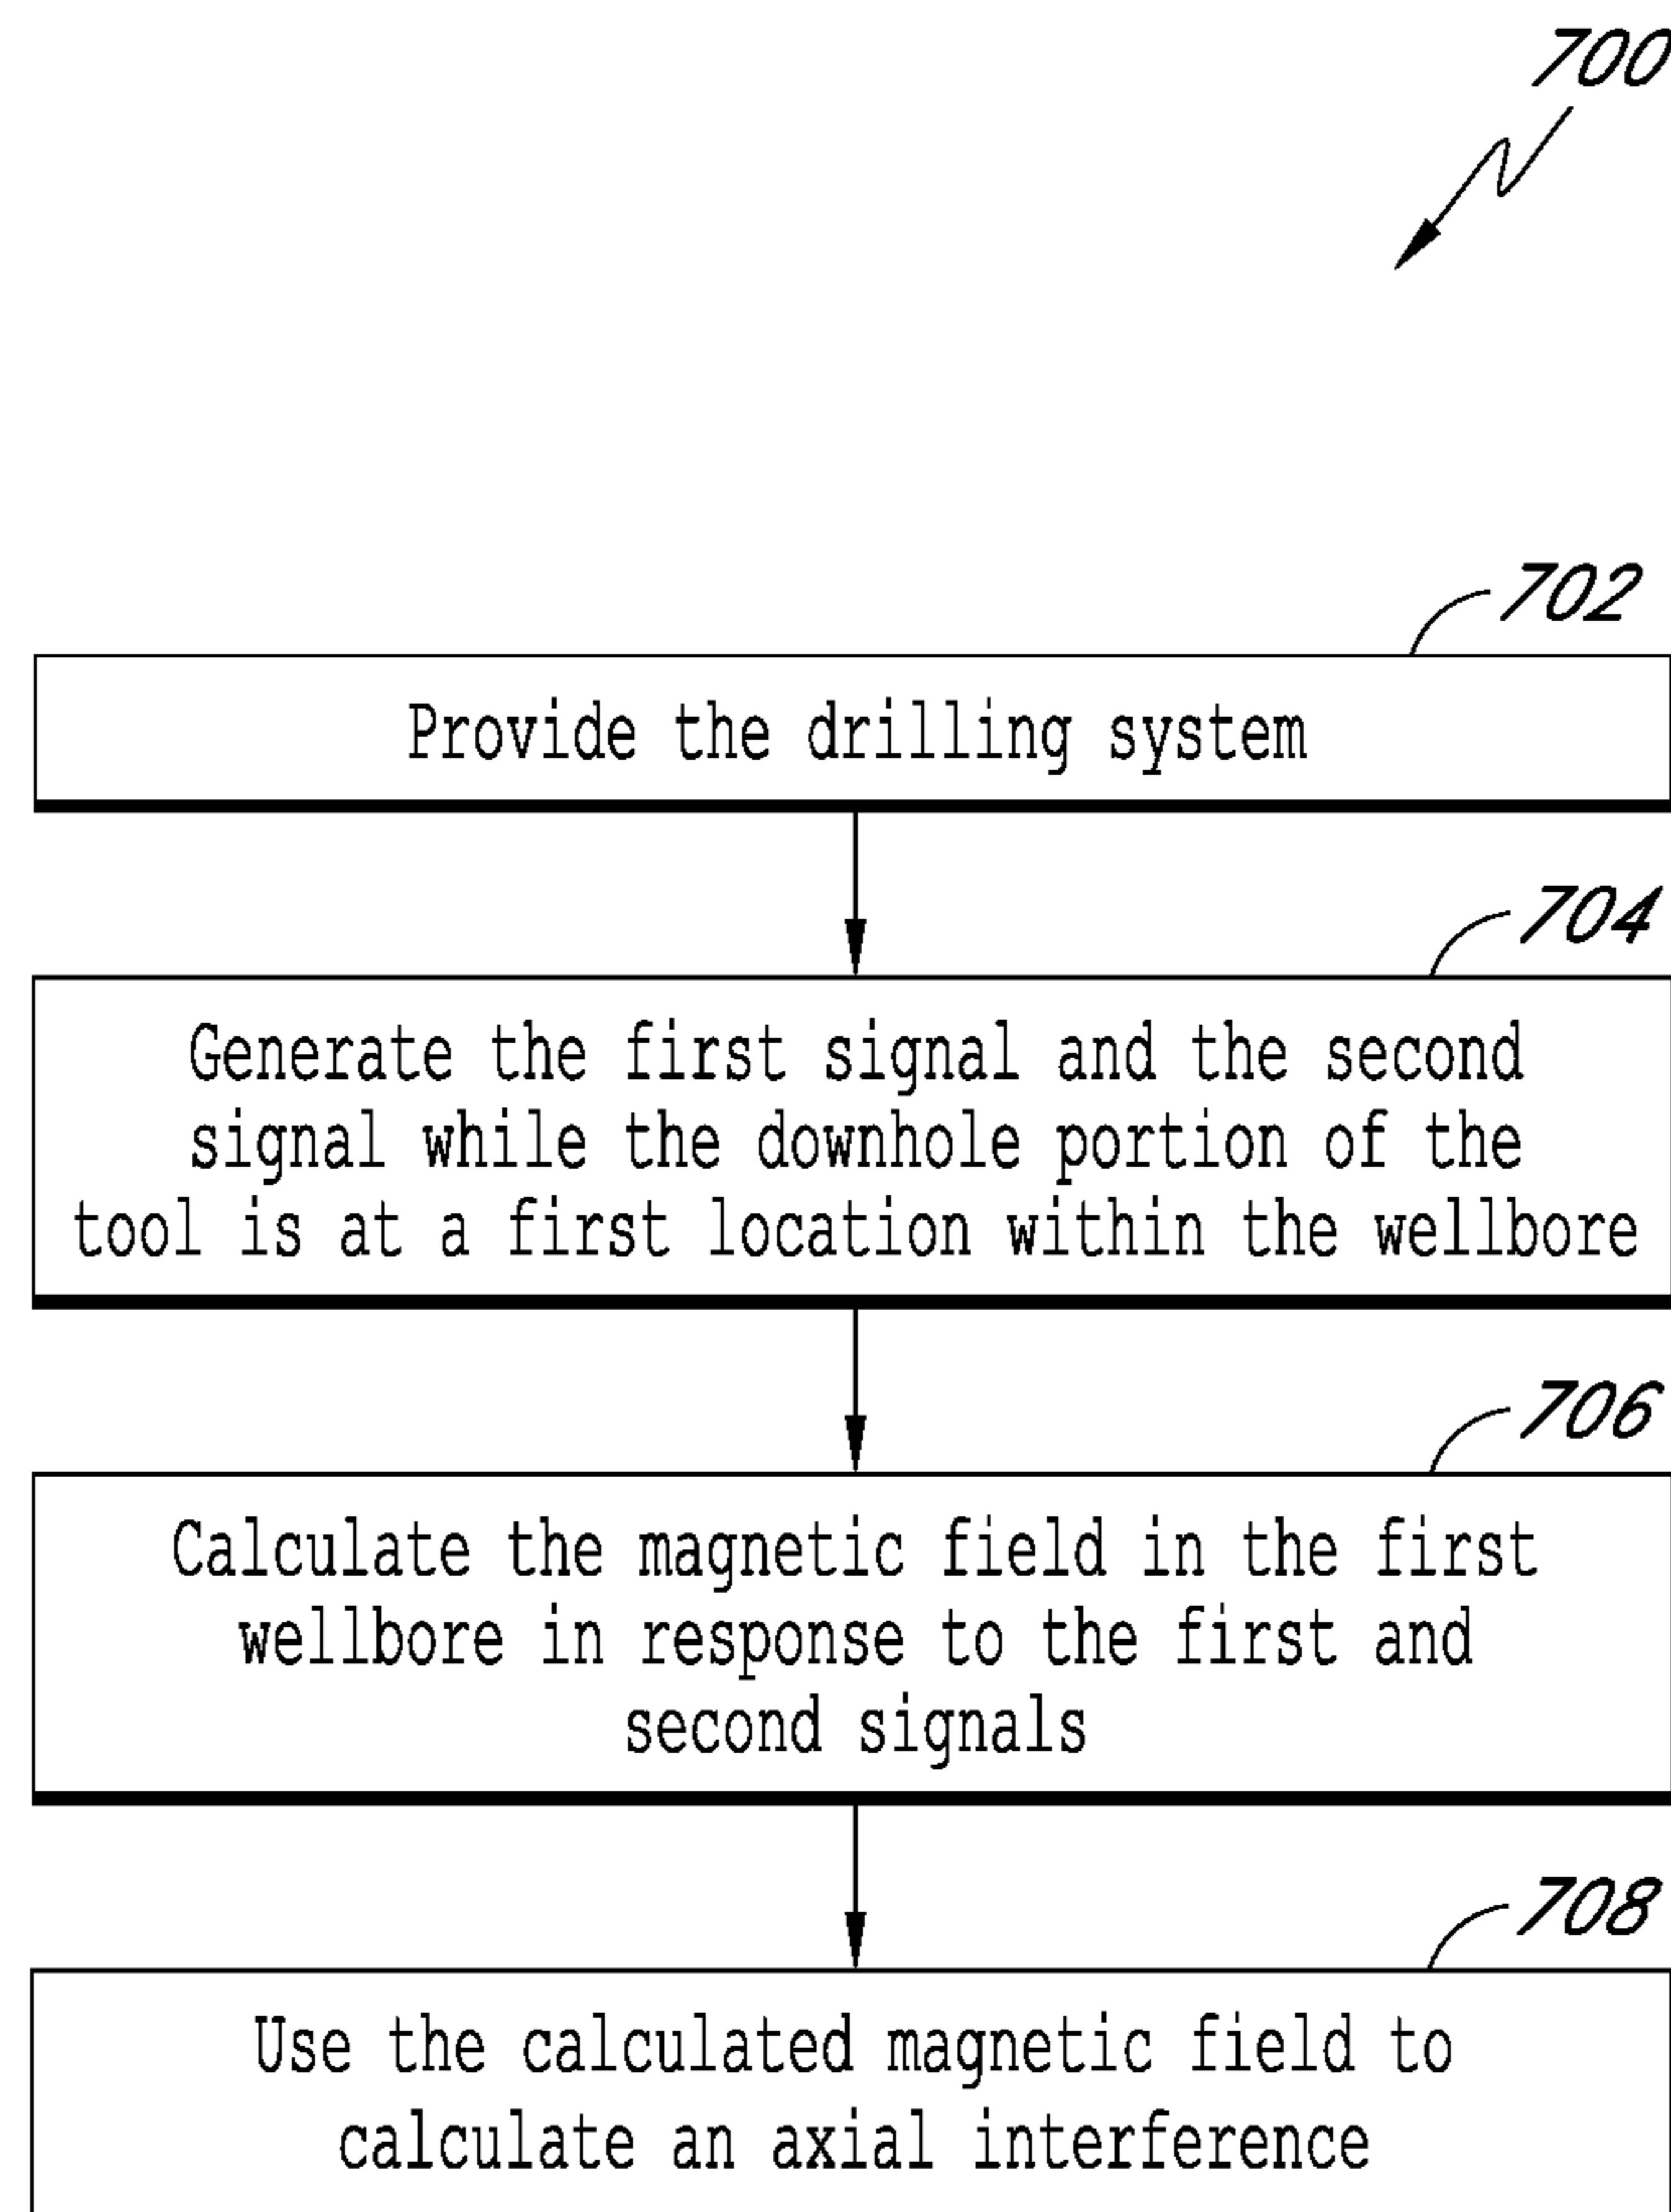 700
702
Provide the drilling system
704
Generate the first signal and the second
signal while the downhole portion of the
tool is at a first location within the wellbore
706
Calculate the magnetic field in the first
wellbore in response to the first and
second signals
708
Use the calculated magnetic field to
calculate an axial interference